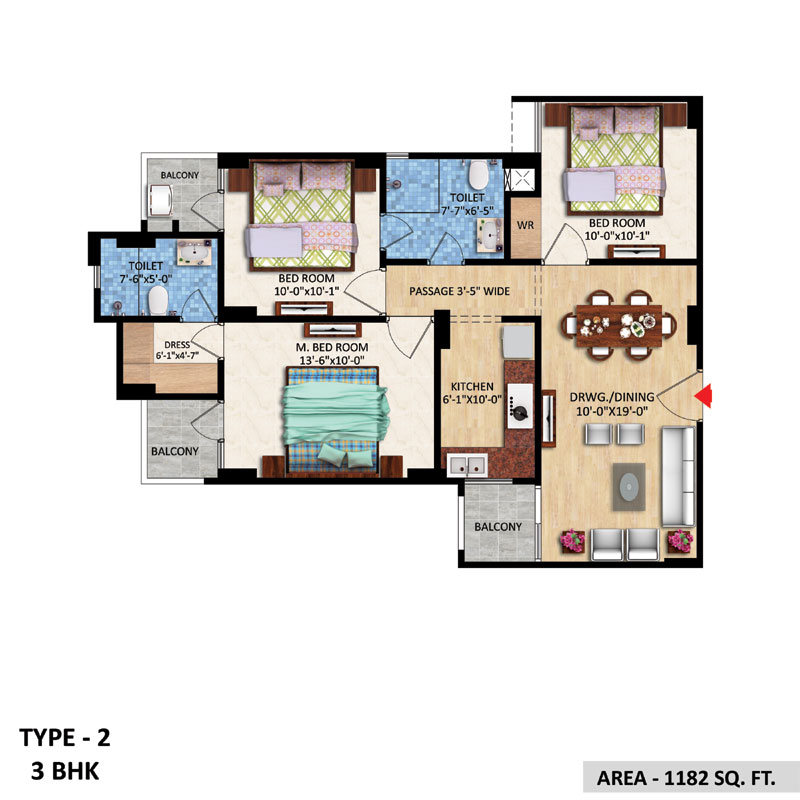 BALCONY
TOILET
7'-7"x6'-5"
WR
BED ROOM
10'-0"x10'-1"
TOILET
7'-6"x5'-0"
BED ROOM
10'-0"x10'-1"
PASSAGE 3'-5" WIDE
DRESS
6'-1"x4'-7"
M. BED ROOM
13'-6"x10'-0"
KITCHEN
6'-1"X10'-0"
DRWG./DINING
10'-0"X19'-0"
BALCONY
BALCONY
TYPE - 2
3 BHK
AREA - 1182 SQ. FT.